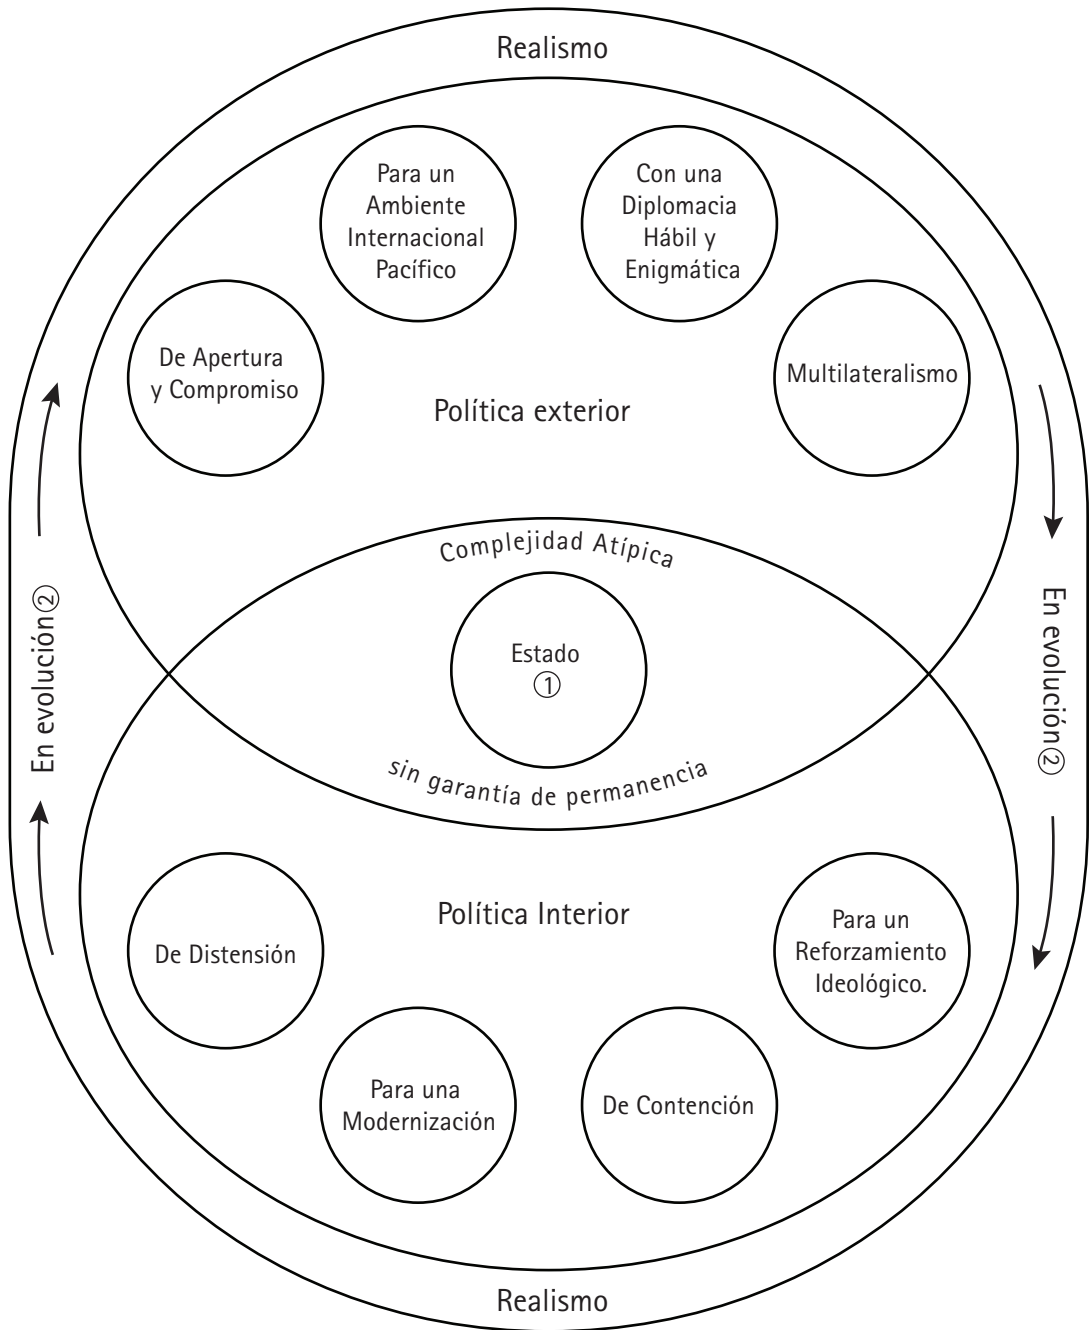 Realismo
Para un
Ambiente
Internacional
Pacífico
Con una
Diplomacia
Hábil y
Enigmática
De Apertura
y Compromiso
Multilateralismo
Política exterior
Complejidad Atípica
Estado
①
sin garantía de permanencia
En evolución②
En evolución②
Política Interior
De Distensión
Para un
Reforzamiento
Ideológico.
Para una
Modernización
De Contención
Realismo